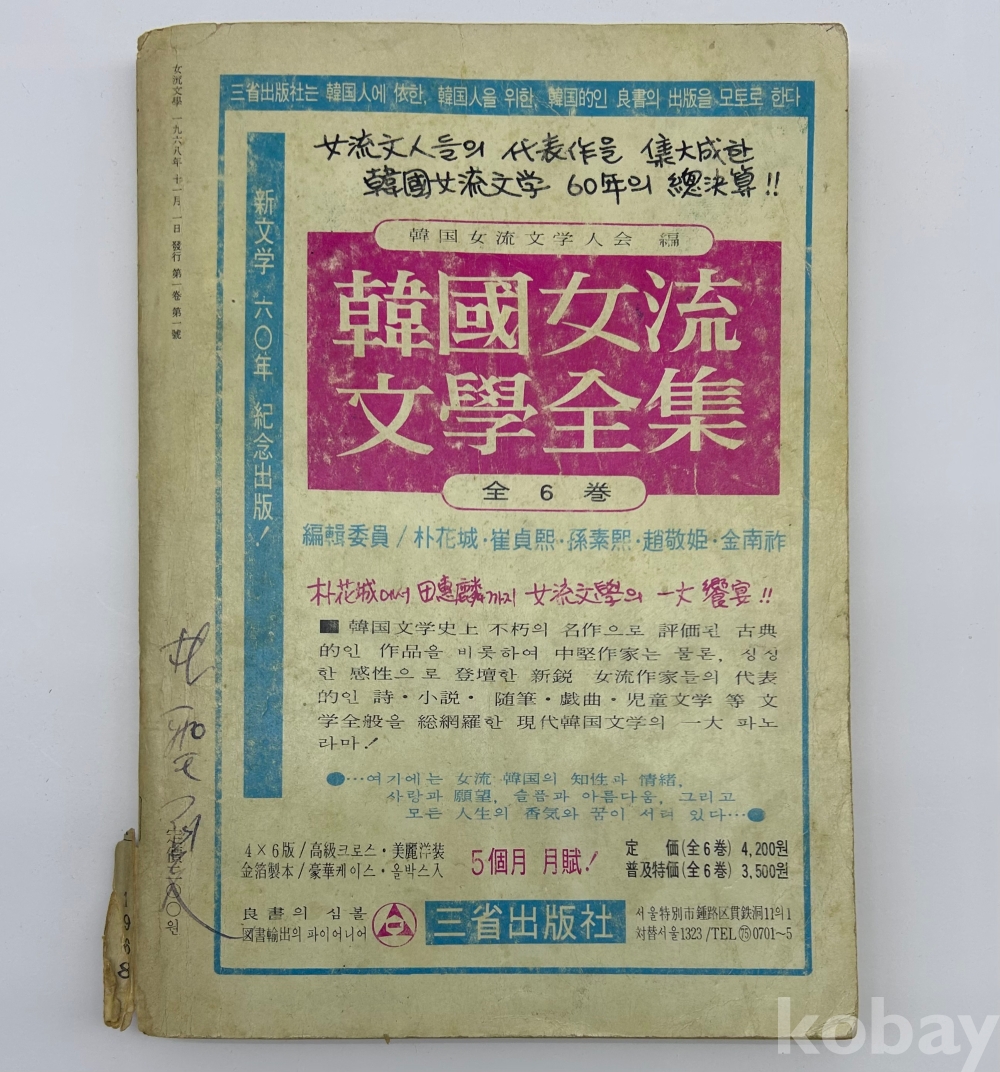 女流文學 一九六八年 十一月 一日 發行 第一卷 第一號
三省出版社는 韓国人에 依한, 韓国人을 위한, 韓国的인 良書의 出版을 모토로 한다
女流文人들의 代表作을 集大成한
韓國女流文学 60年의 總決算!!
新文学 六〇年 紀念出版!
韓国女流文学人会 編
韓國女流
文學全集
全 6 巻
編輯委員 / 朴花城·崔貞熙·孫素熙·趙敬姫·金南祚
朴花城에서 田惠麟까지 女流文學의 一大 饗宴!!
■ 韓国文学史上 不朽의 名作으로 評価된 古典
的인 作品을 비롯하여 中堅作家는 물론, 싱싱
한 感性으로 登壇한 新鋭 女流作家들의 代表
的인 詩·小説· 随筆·戯曲·児童文学 等 文
学全般을 総網羅한 現代韓国文学의 一大 파노
라마!
●…여기에는 女流 韓国의 知性과 情緒,
사랑과 願望, 슬픔과 아름다움, 그리고
모든 人生의 香気와 꿈이 서려 있다…●
4×6版/高級크로스·美麗洋装
金箔製本/豪華케이스·올박스入
5個月 月賦!
定 価(全6巻) 4,200원
普及特価(全6巻) 3,500원
良書의 심볼
図書輸出의 파이어니어
三省出版社
서울特別市鍾路区貫鉄洞11의1
対替서울1323/TEL 75 0701~5
1968
kobay